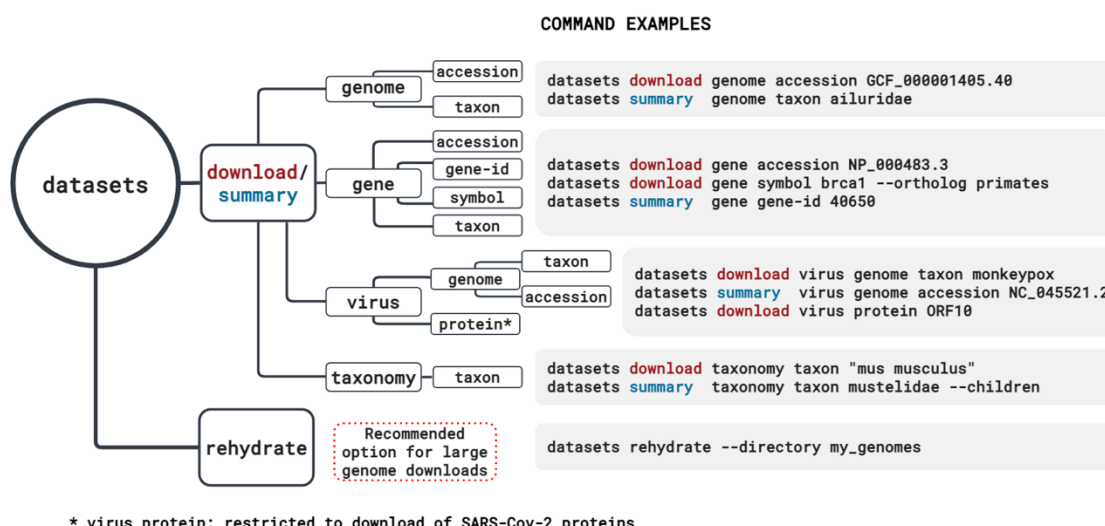 COMMAND EXAMPLES
datasets
download/
summary
genome
accession
taxon
datasets download genome accession GCF_000001405.40
datasets summary genome taxon ailuridae
gene
accession
gene-id
symbol
taxon
datasets download gene accession NP_000483.3
datasets download gene symbol brca1 --ortholog primates
datasets summary gene gene-id 40650
virus
genome
taxon
accession
protein*
datasets download virus genome taxon monkeypox
datasets summary virus genome accession NC_045521.2
datasets download virus protein ORF10
taxonomy
taxon
datasets download taxonomy taxon "mus musculus"
datasets summary taxonomy taxon mustelidae --children
rehydrate
Recommended
option for large
genome downloads
datasets rehydrate --directory my_genomes
* virus protein: restricted to download of SARS-Cov-2 proteins